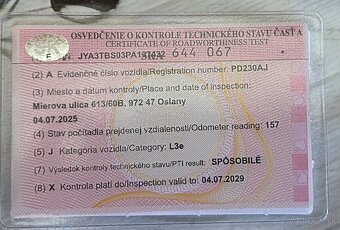 OSVEDČENIE O KONTROLE TECHNICKÉHO STAVU ČASŤ A
CERTIFICATE OF ROADWORTHINESS TEST
SK
644 067
(2) A Evidenčné číslo vozidla/Registration number: PD230AJ
(3) Miesto a dátum kontroly/Place and date of inspection:
Mierova ulica 613/60B, 972 47 Oslany
04.07.2025
(4) Stav počítadla prejdenej vzdialenosti/Odometer reading: 157
(5) J Kategória vozidla/Category: L3e
(7) Výsledok kontroly technického stavu/PTI result: SPÔSOBILÉ
(8) X Kontrola platí do/Inspection valid to: 04.07.2029